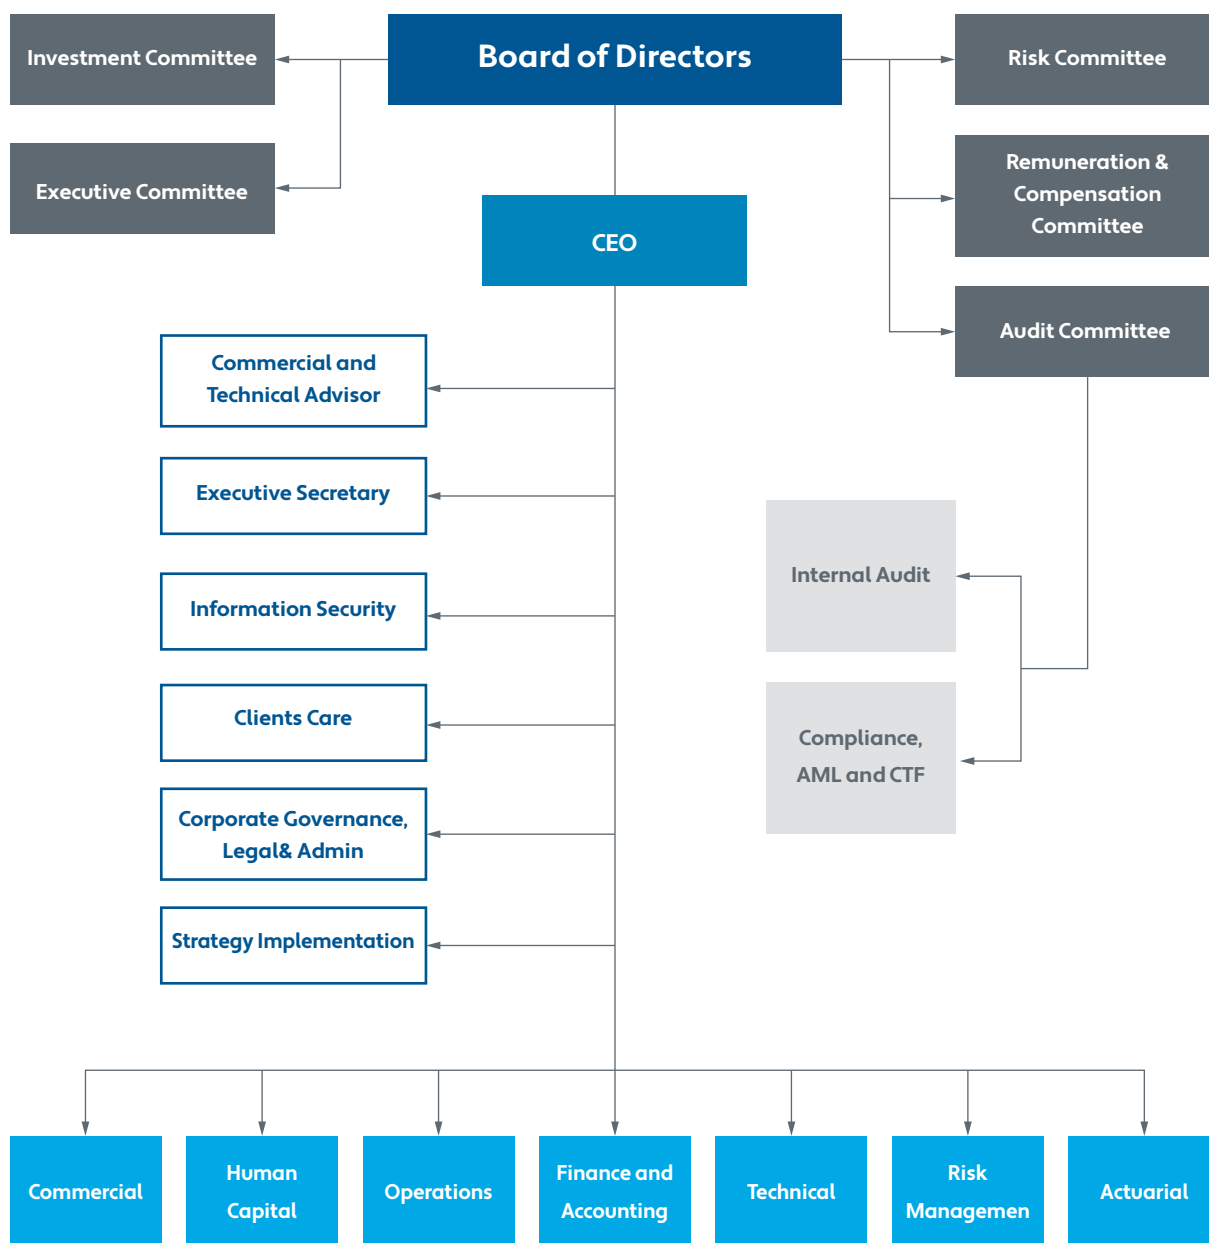 Investment Committee
Board of Directors
Risk Committee
Executive Committee
Remuneration &
Compensation
Committee
CEO
Audit Committee
Commercial and
Technical Advisor
Executive Secretary
Internal Audit
Information Security
Clients Care
Compliance,
AML and CTF
Corporate Governance,
Legal& Admin
Strategy Implementation
Commercial
Human
Capital
Operations
Finance and
Accounting
Technical
Risk
Managemen
Actuarial